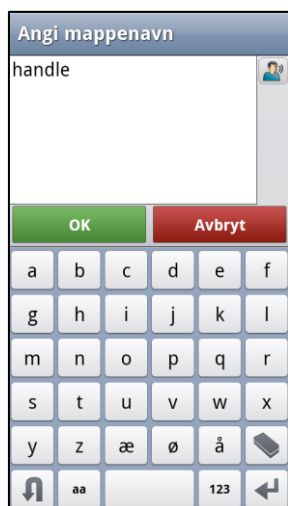 Angi mappenavn
handle
OK Avbryt
a b c d e f
g h i j k l
m n o p q r
s t u v w x
y z æ ø å
aa 123